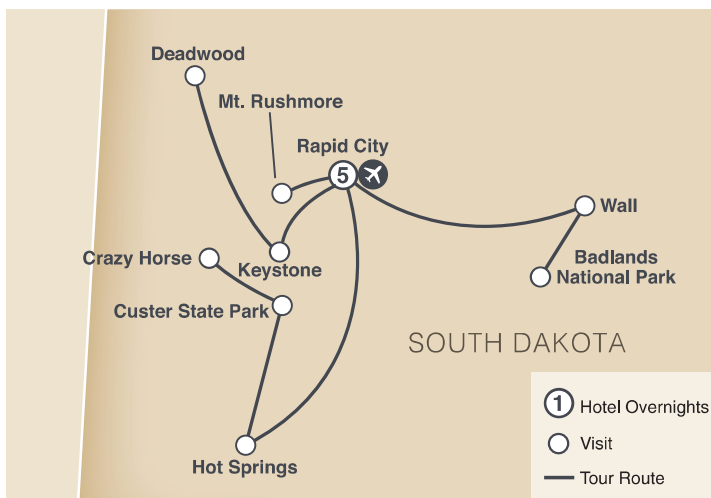 Deadwood
Mt. Rushmore
Rapid City
5
Wall
Crazy Horse
Keystone
Badlands
National Park
Custer State Park
SOUTH DAKOTA
Hot Springs
1 Hotel Overnights
Visit
Tour Route